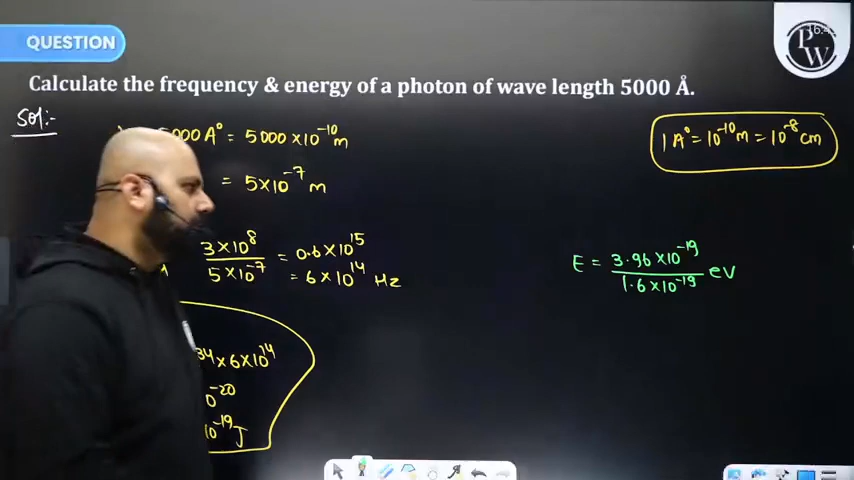 QUESTION
Calculate the frequency & energy of a photon of wave length 5000 Å.
Sol:-
5000 A° = 5000 × 10⁻¹⁰ m
1 A° = 10⁻¹⁰ m = 10⁻⁸ cm
= 5 × 10⁻⁷ m
3 × 10⁸ / 5 × 10⁻⁷ = 0.6 × 10¹⁵
= 6 × 10¹⁴ Hz
E = 3.96 × 10⁻¹⁹ / 1.6 × 10⁻¹⁹ eV
34 × 6 × 10¹⁴
0⁻²⁰
10⁻¹⁹ J
P
W